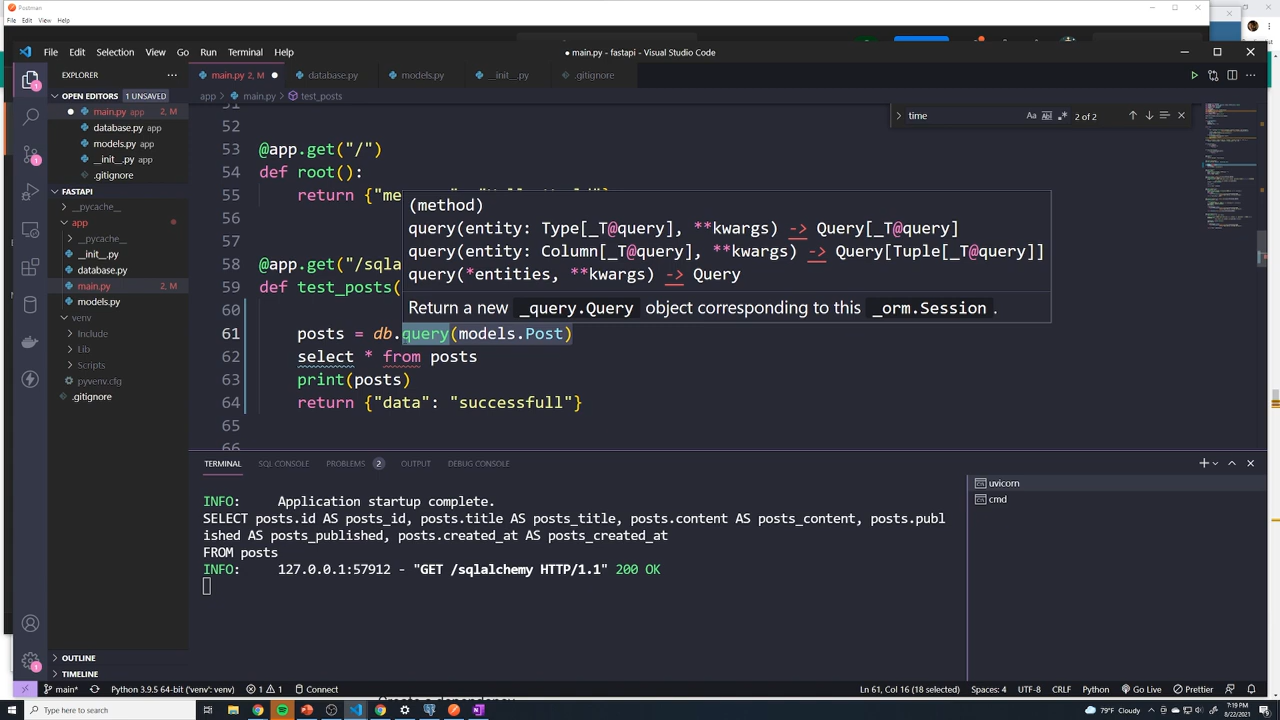 Postman
File Edit View Help
File Edit Selection View Go Run Terminal Help
● main.py - fastapi - Visual Studio Code
EXPLORER
main.py 2, M
database.py
models.py
__init__.py
.gitignore
OPEN EDITORS 1 UNSAVED
app > main.py > test_posts
main.py app 2, M
database.py app
models.py app
__init__.py app
.gitignore
time
Aa
2 of 2
FASTAPI
__pycache__
app
__pycache__
__init__.py
database.py
main.py 2, M
models.py
venv
Include
Lib
Scripts
pyvenv.cfg
.gitignore
OUTLINE
TIMELINE
51
52
53 @app.get("/")
54 def root():
55 return {"me
56
57
58 @app.get("/sqla
59 def test_posts(
60
61 posts = db.query(models.Post)
62 select * from posts
63 print(posts)
64 return {"data": "successfull"}
65
66
(method)
query(entity: Type[_T@query], **kwargs) -> Query[_T@query]
query(entity: Column[_T@query], **kwargs) -> Query[Tuple[_T@query]]
query(*entities, **kwargs) -> Query
Return a new _query.Query object corresponding to this _orm.Session .
TERMINAL SQL CONSOLE PROBLEMS 2 OUTPUT DEBUG CONSOLE
INFO: Application startup complete.
SELECT posts.id AS posts_id, posts.title AS posts_title, posts.content AS posts_content, posts.publ
ished AS posts_published, posts.created_at AS posts_created_at
FROM posts
INFO: 127.0.0.1:57912 - "GET /sqlalchemy HTTP/1.1" 200 OK
uvicorn
cmd
main* Python 3.9.5 64-bit ('venv': venv) 1 1 Connect
Ln 61, Col 16 (18 selected) Spaces: 4 UTF-8 CRLF Python Go Live Prettier
Type here to search
79°F Cloudy
7:19 PM
8/22/2021